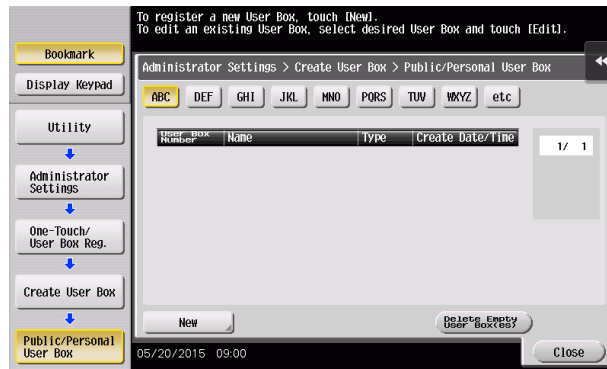 To register a new User Box, touch [New].
To edit an existing User Box, select desired User Box and touch [Edit].
Bookmark
Display Keypad
Utility
Administrator
Settings
One-Touch/
User Box Reg.
Create User Box
Public/Personal
User Box
Administrator Settings > Create User Box > Public/Personal User Box
ABC DEF GHI JKL MNO PQRS TUV WXYZ etc
User Box
Number Name Type Create Date/Time
1/ 1
New
Delete Empty
User Box(es)
05/20/2015 09:00
Close